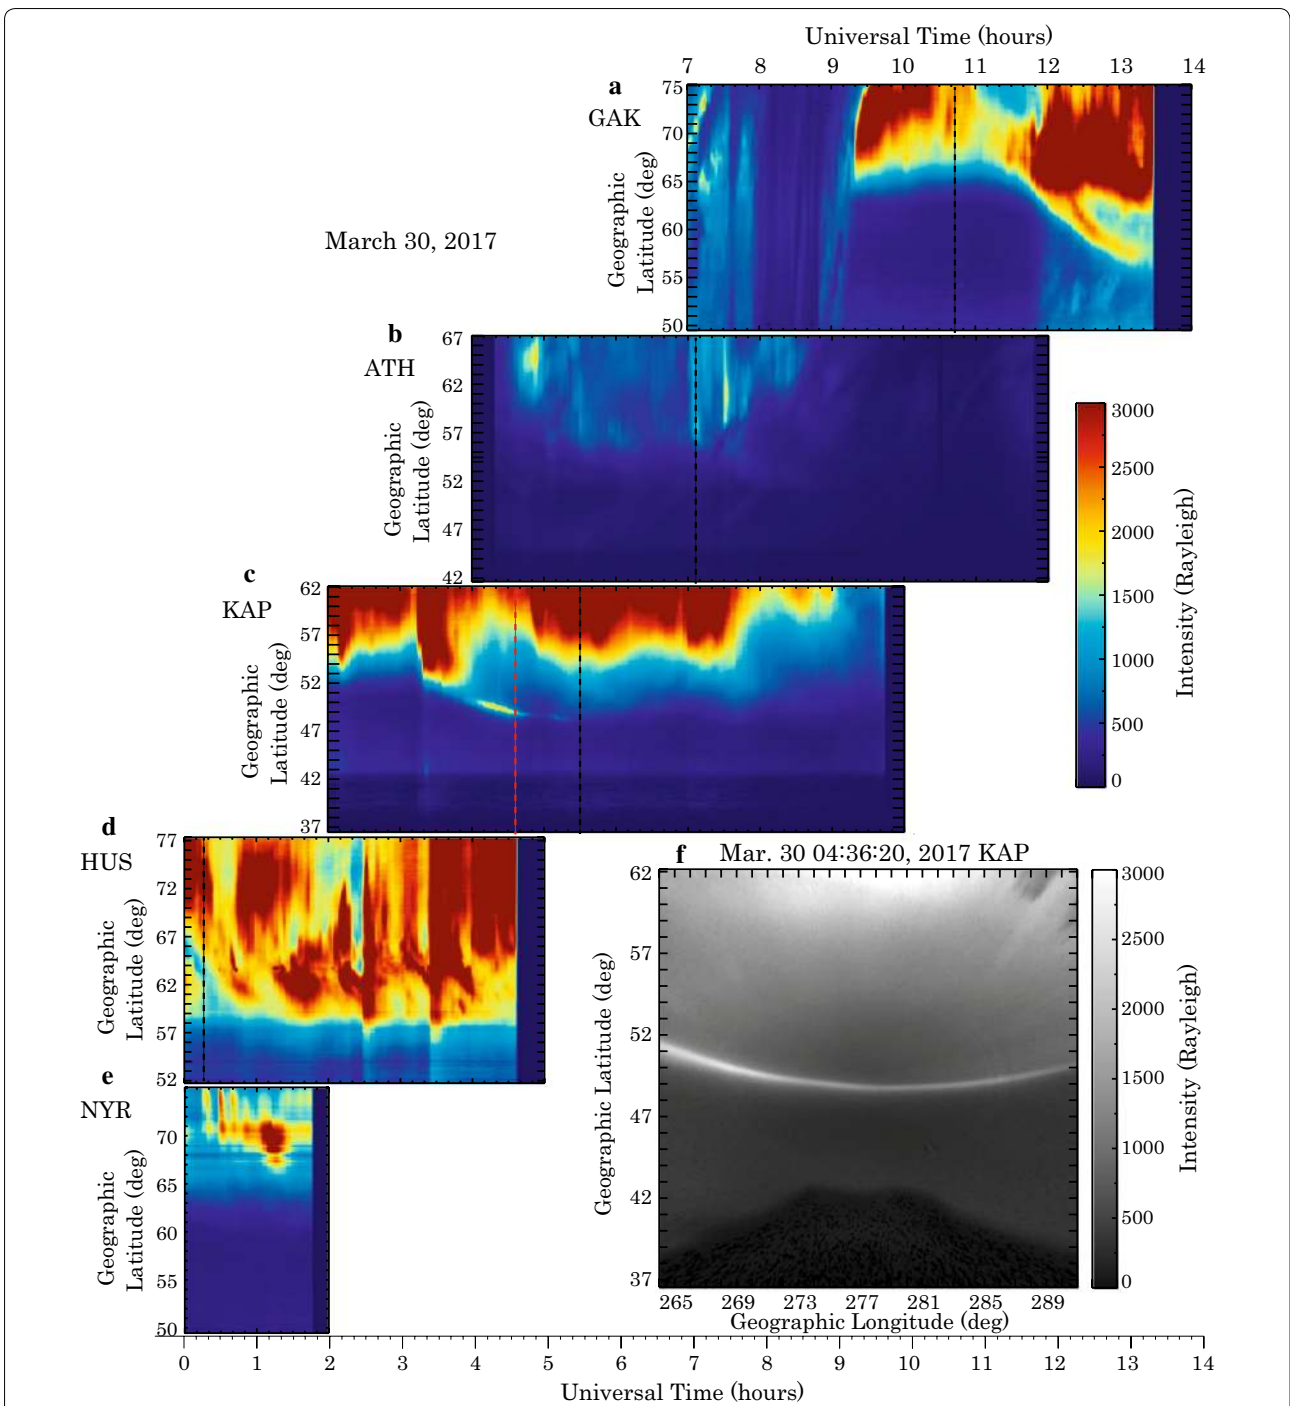 Universal Time (hours)
7 8 9 10 11 12 13 14
a
GAK
Geographic
Latitude (deg)
75
70
65
60
55
50
March 30, 2017
b
ATH
Geographic
Latitude (deg)
67
62
57
52
47
42
3000
2500
2000
1500
1000
500
0
Intensity (Rayleigh)
c
KAP
Geographic
Latitude (deg)
62
57
52
47
42
37
d
HUS
Geographic
Latitude (deg)
77
72
67
62
57
52
e
NYR
Geographic
Latitude (deg)
70
65
60
55
50
f Mar. 30 04:36:20, 2017 KAP
Geographic Latitude (deg)
62
57
52
47
42
37
265 269 273 277 281 285 289
Geographic Longitude (deg)
3000
2500
2000
1500
1000
500
0
Intensity (Rayleigh)
0 1 2 3 4 5 6 7 8 9 10 11 12 13 14
Universal Time (hours)